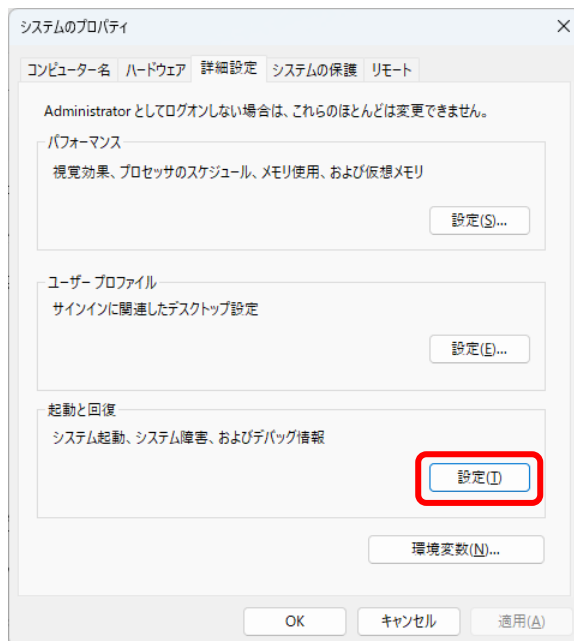 システムのプロパティ
コンピューター名 ハードウェア 詳細設定 システムの保護 リモート
Administrator としてログオンしない場合は、これらのほとんどは変更できません。
パフォーマンス
視覚効果、プロセッサのスケジュール、メモリ使用、および仮想メモリ
設定(S)...
ユーザー プロファイル
サインインに関連したデスクトップ設定
設定(E)...
起動と回復
システム起動、システム障害、およびデバッグ情報
設定(T)
環境変数(N)...
OK キャンセル 適用(A)